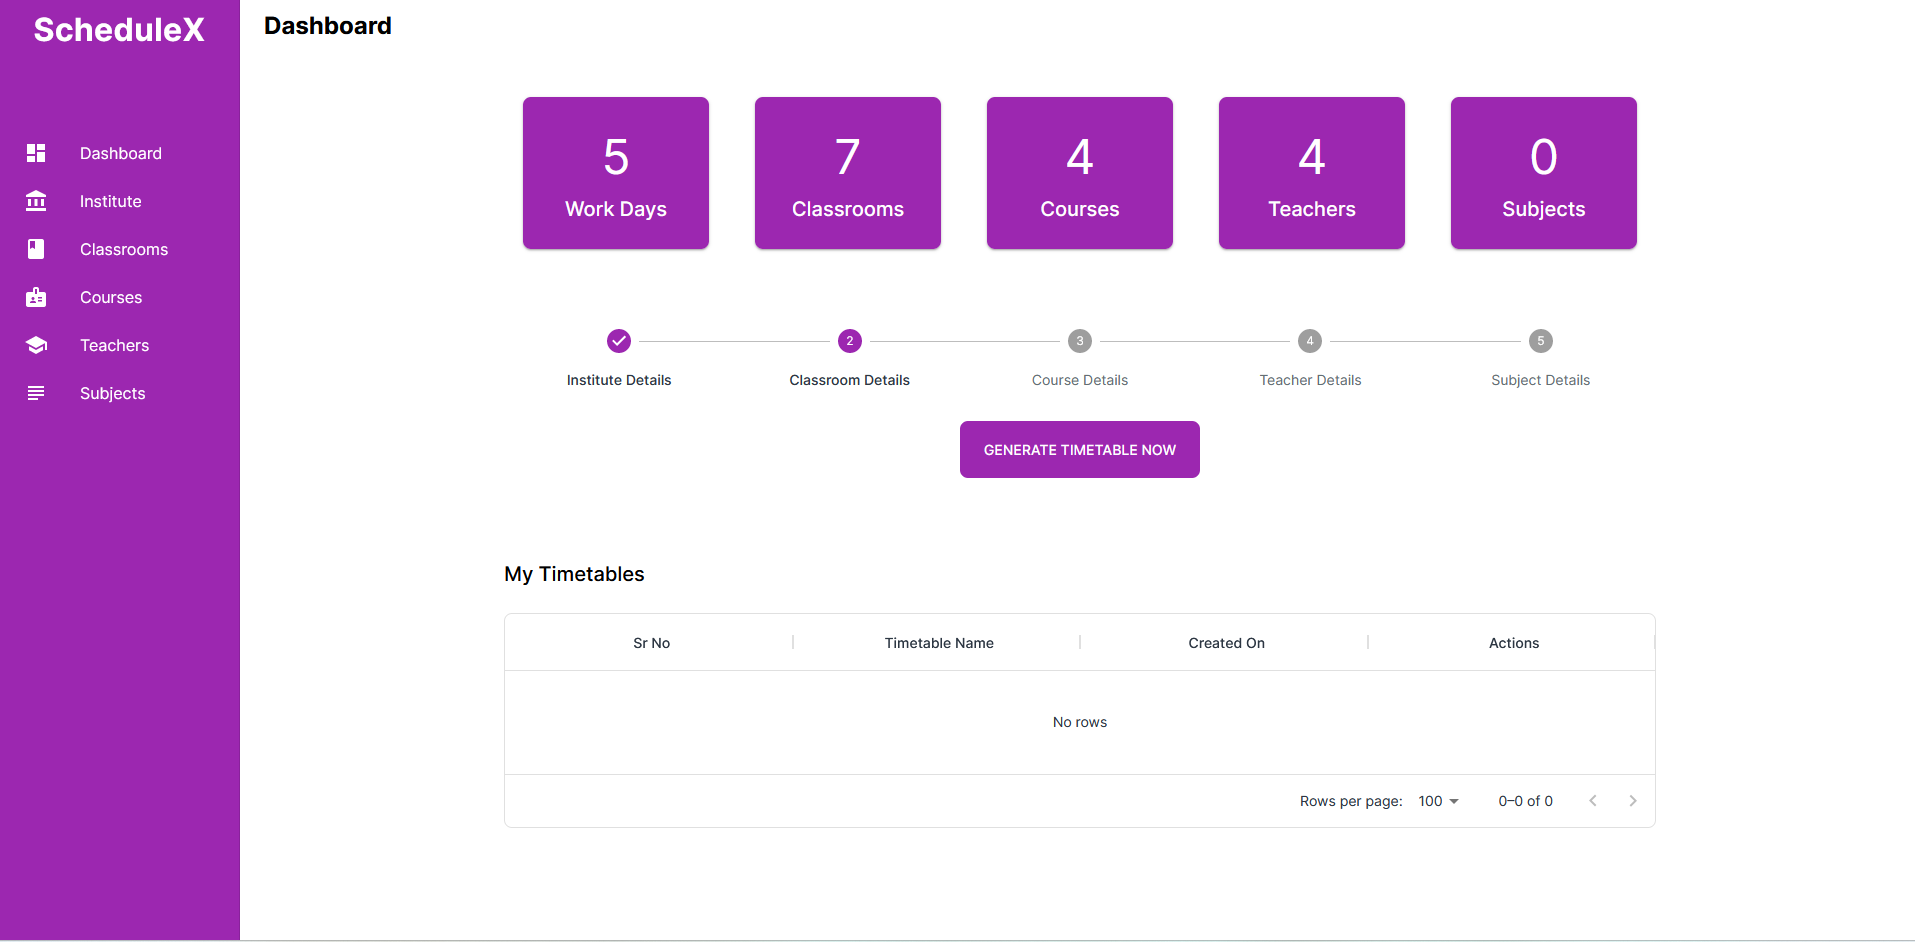 ScheduleX
Dashboard
Dashboard
Institute
Classrooms
Courses
Teachers
Subjects
5
Work Days
7
Classrooms
4
Courses
4
Teachers
0
Subjects
2
3
4
5
Institute Details
Classroom Details
Course Details
Teacher Details
Subject Details
GENERATE TIMETABLE NOW
My Timetables
Sr No
Timetable Name
Created On
Actions
No rows
Rows per page: 100
0–0 of 0